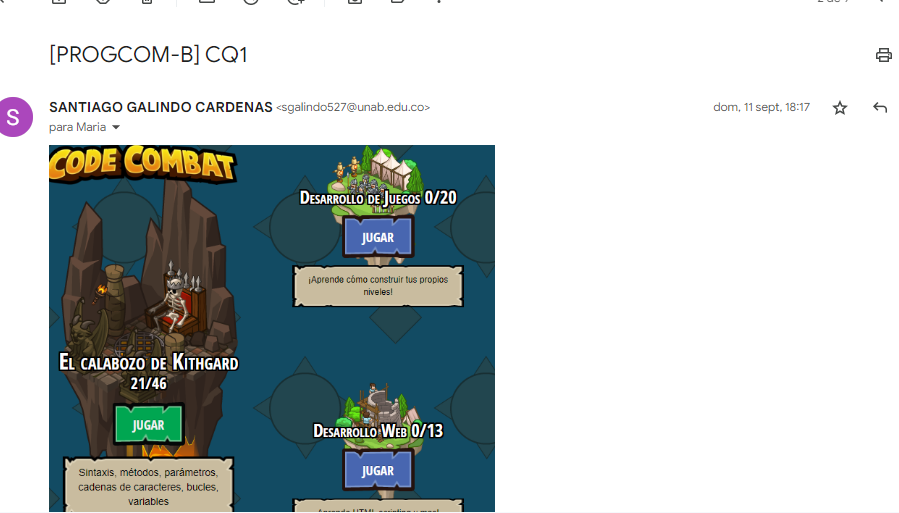 [PROGCOM-B] CQ1
SANTIAGO GALINDO CARDENAS <sgalindo527@unab.edu.co>
dom, 11 sept, 18:17
S
para Maria
CODE COMBAT
DESARROLLO DE JUEGOS 0/20
JUGAR
¡Aprende cómo construir tus propios
niveles!
EL CALABOZO DE KITHGARD
21/46
JUGAR
Sintaxis, métodos, parámetros,
cadenas de caracteres, bucles,
variables
DESARROLLO WEB 0/13
JUGAR